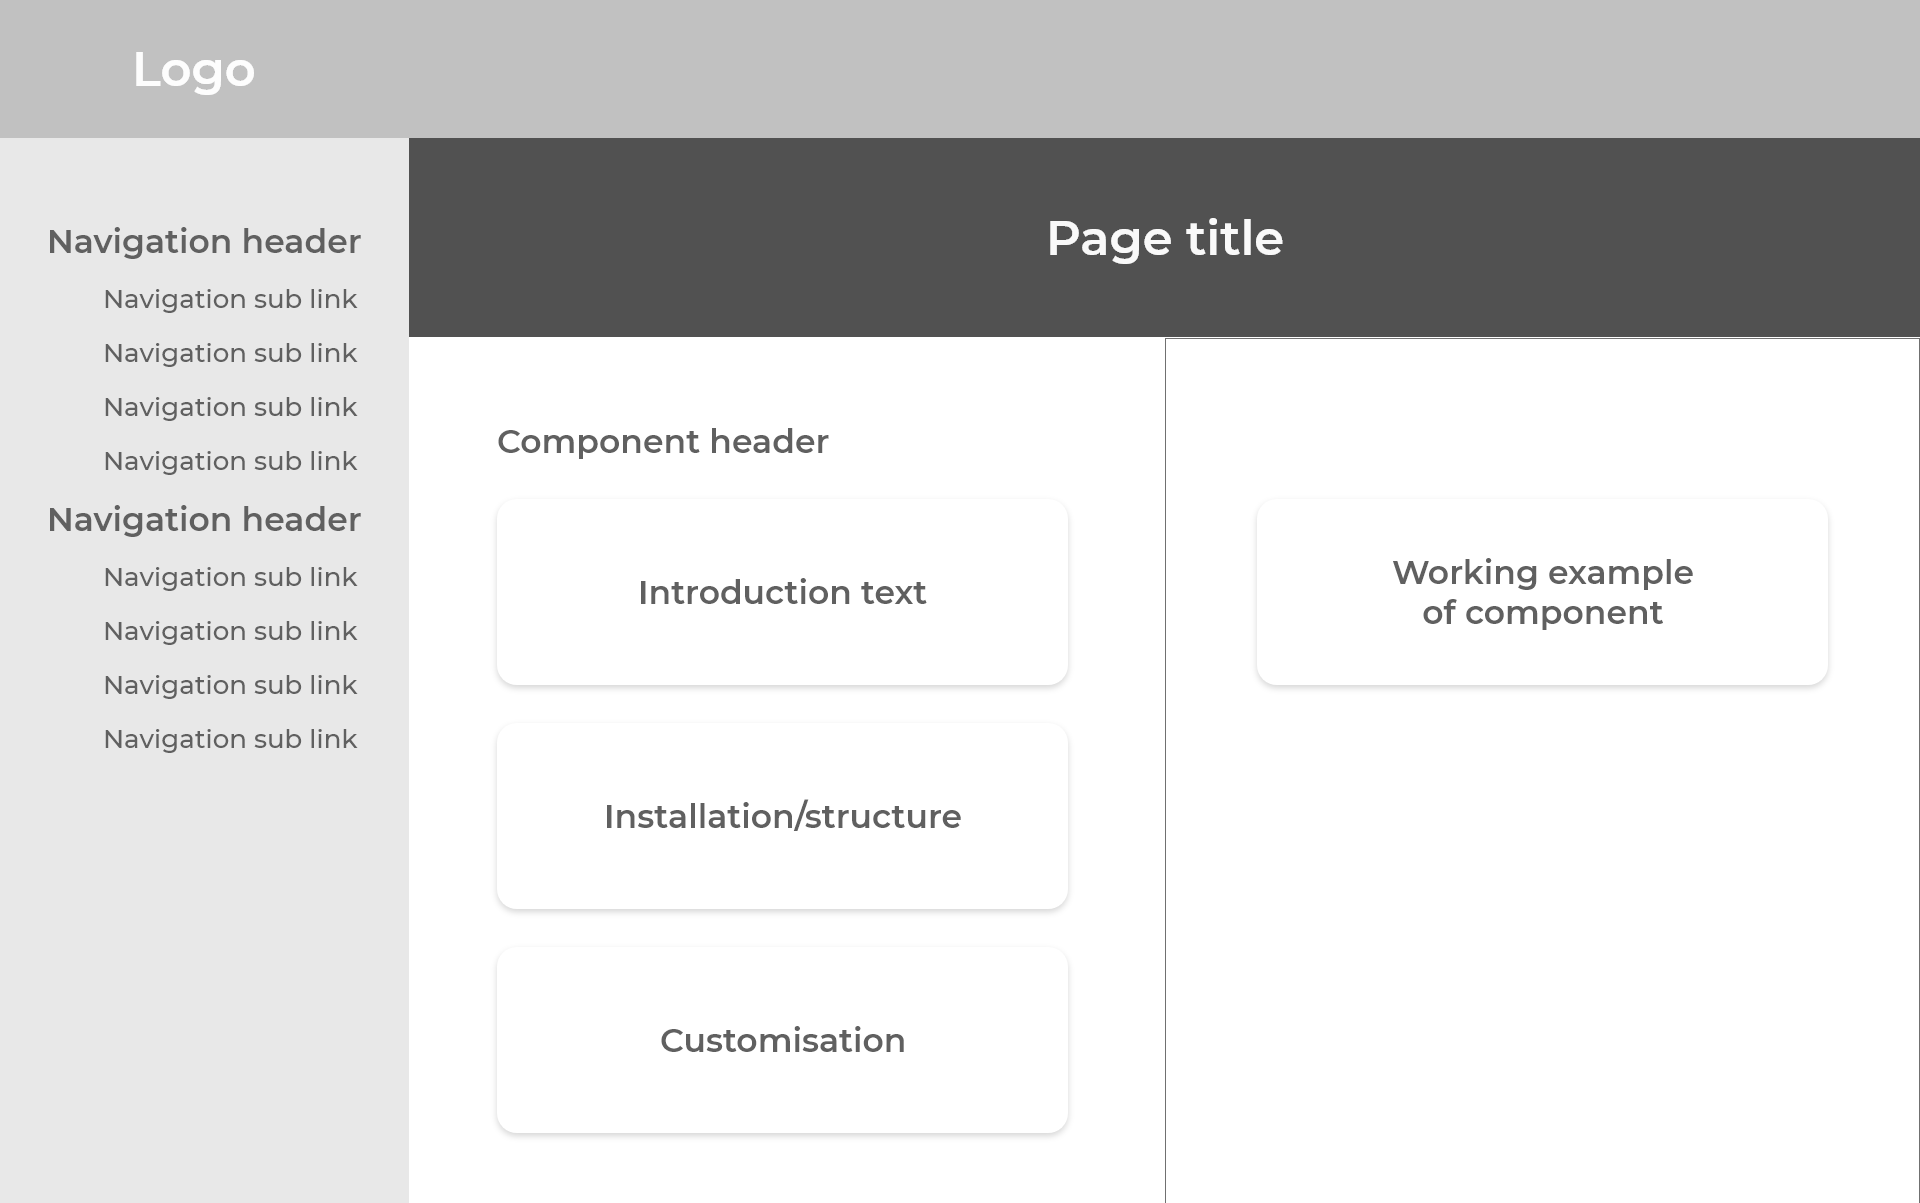 Logo
Navigation header
Navigation sub link
Navigation sub link
Navigation sub link
Navigation sub link
Navigation header
Navigation sub link
Navigation sub link
Navigation sub link
Navigation sub link
Page title
Component header
Introduction text
Installation/structure
Customisation
Working example
of component